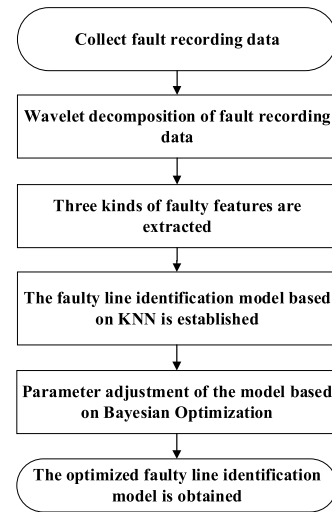 Collect fault recording data
Wavelet decomposition of fault recording
data
Three kinds of faulty features are
extracted
The faulty line identification model based
on KNN is established
Parameter adjustment of the model based
on Bayesian Optimization
The optimized faulty line identification
model is obtained